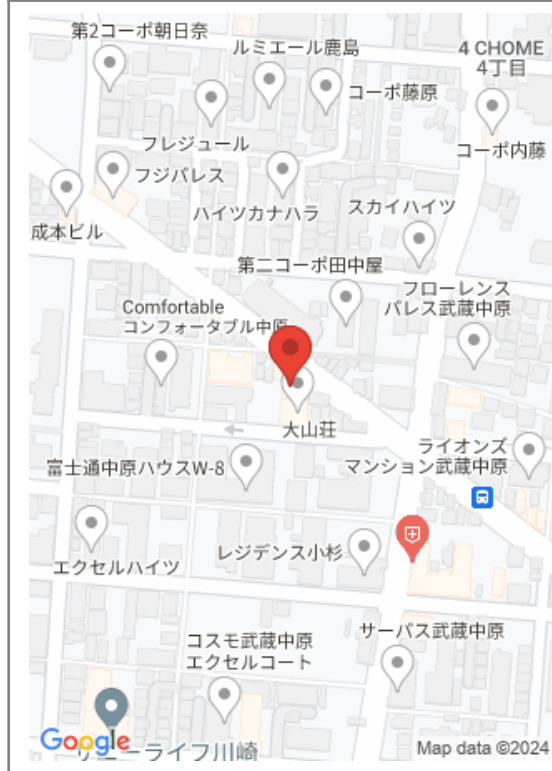 第2コーポ朝日奈
ルミエール鹿島
4 CHOME
4丁目
コーポ藤原
フレジュール
コーポ内藤
フジパレス
ハイツカナハラ
スカイハイツ
成本ビル
第二コーポ田中屋
フローレンス
パレス武蔵中原
Comfortable
コンフォータブル中原
大山荘
ライオンズ
マンション武蔵中原
富士通中原ハウスW-8
レジデンス小杉
エクセルハイツ
サーパス武蔵中原
コスモ武蔵中原
エクセルコート
Google
ーライフ川崎
Map data ©2024